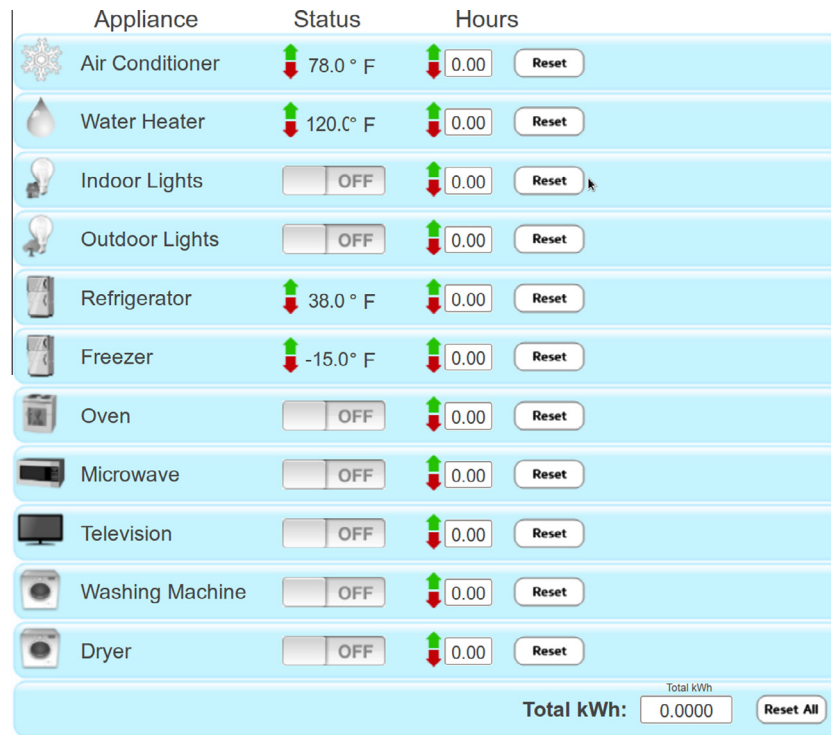 Appliance Status Hours
Air Conditioner 78.0 ° F 0.00 Reset
Water Heater 120.0° F 0.00 Reset
Indoor Lights OFF 0.00 Reset
Outdoor Lights OFF 0.00 Reset
Refrigerator 38.0 ° F 0.00 Reset
Freezer -15.0° F 0.00 Reset
Oven OFF 0.00 Reset
Microwave OFF 0.00 Reset
Television OFF 0.00 Reset
Washing Machine OFF 0.00 Reset
Dryer OFF 0.00 Reset
Total kWh
Total kWh: 0.0000 Reset All